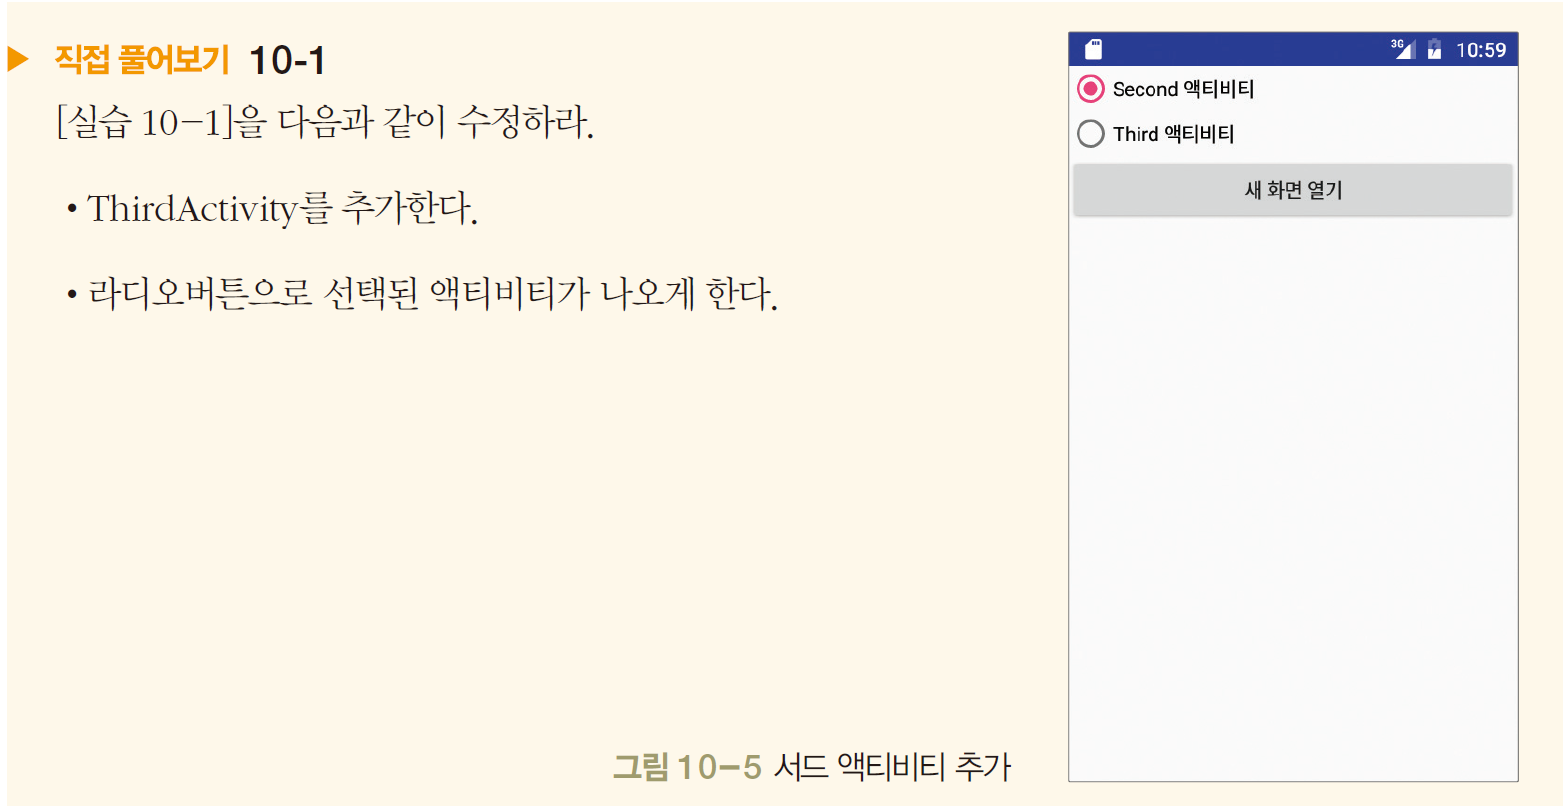 직접 풀어보기 10-1
[실습 10-1]을 다음과 같이 수정하라.
• ThirdActivity를 추가한다.
• 라디오버튼으로 선택된 액티비티가 나오게 한다.
3G 10:59
Second 액티비티
Third 액티비티
새 화면 열기
그림 10-5 서드 액티비티 추가